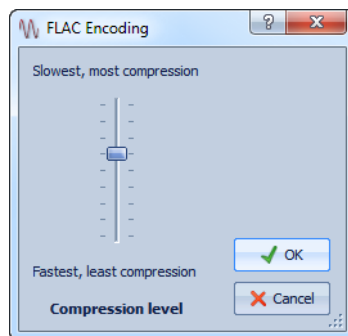 FLAC Encoding
?
Slowest, most compression
OK
Fastest, least compression
Cancel
Compression level